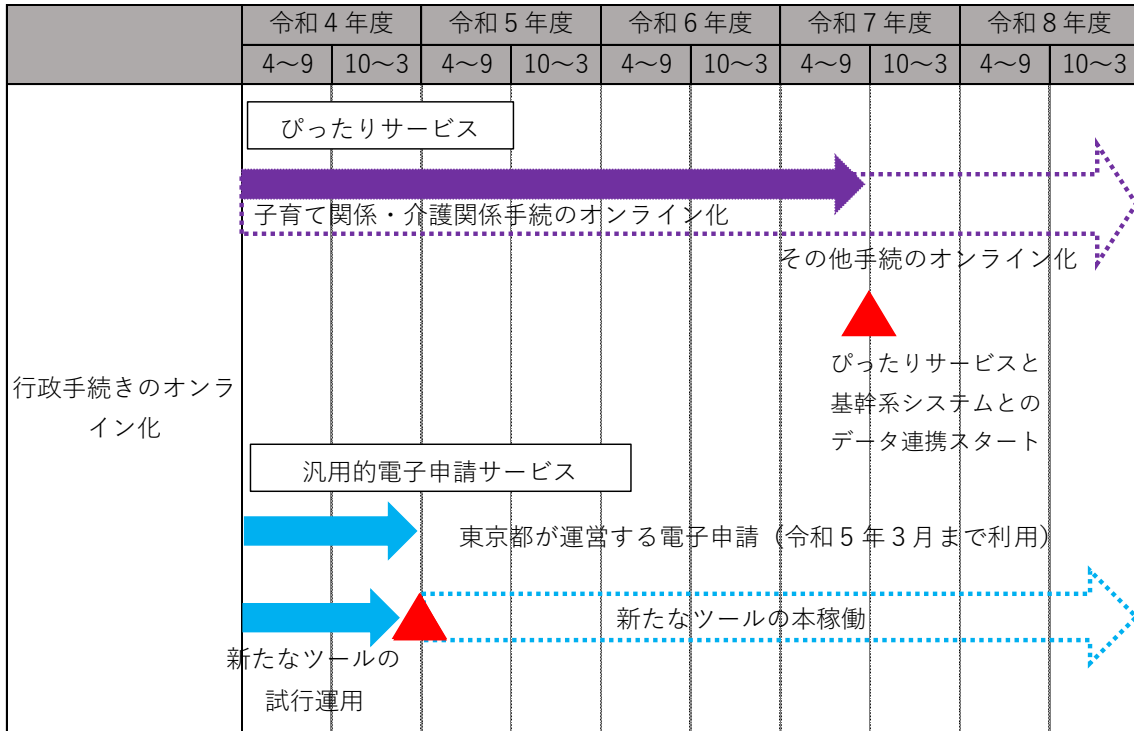 令和４年度 令和５年度 令和６年度 令和７年度 令和８年度
4～9 10～3 4～9 10～3 4～9 10～3 4～9 10～3 4～9 10～3
行政手続きのオンラ
イン化
ぴったりサービス
子育て関係・介護関係手続のオンライン化
その他手続のオンライン化
ぴったりサービスと
基幹系システムとの
データ連携スタート
汎用的電子申請サービス
東京都が運営する電子申請（令和５年３月まで利用）
新たなツールの本稼働
新たなツールの
試行運用